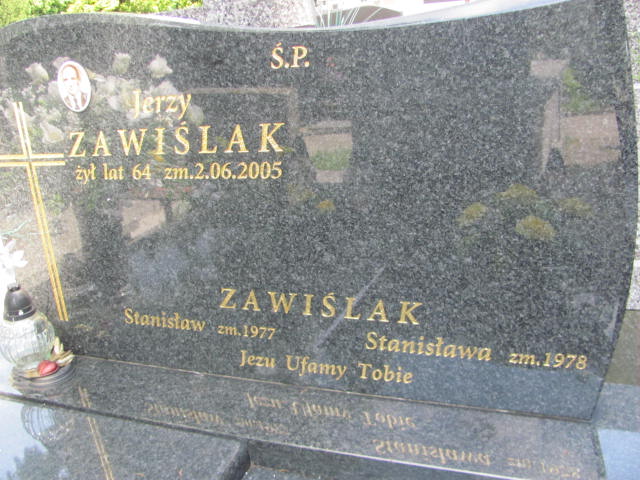 Ś.P.
Jerzy
ZAWIŚLAK
żył lat 64 zm.2.06.2005
ZAWIŚLAK
Stanisław zm.1977
Stanisława zm.1978
Jezu Ufamy Tobie